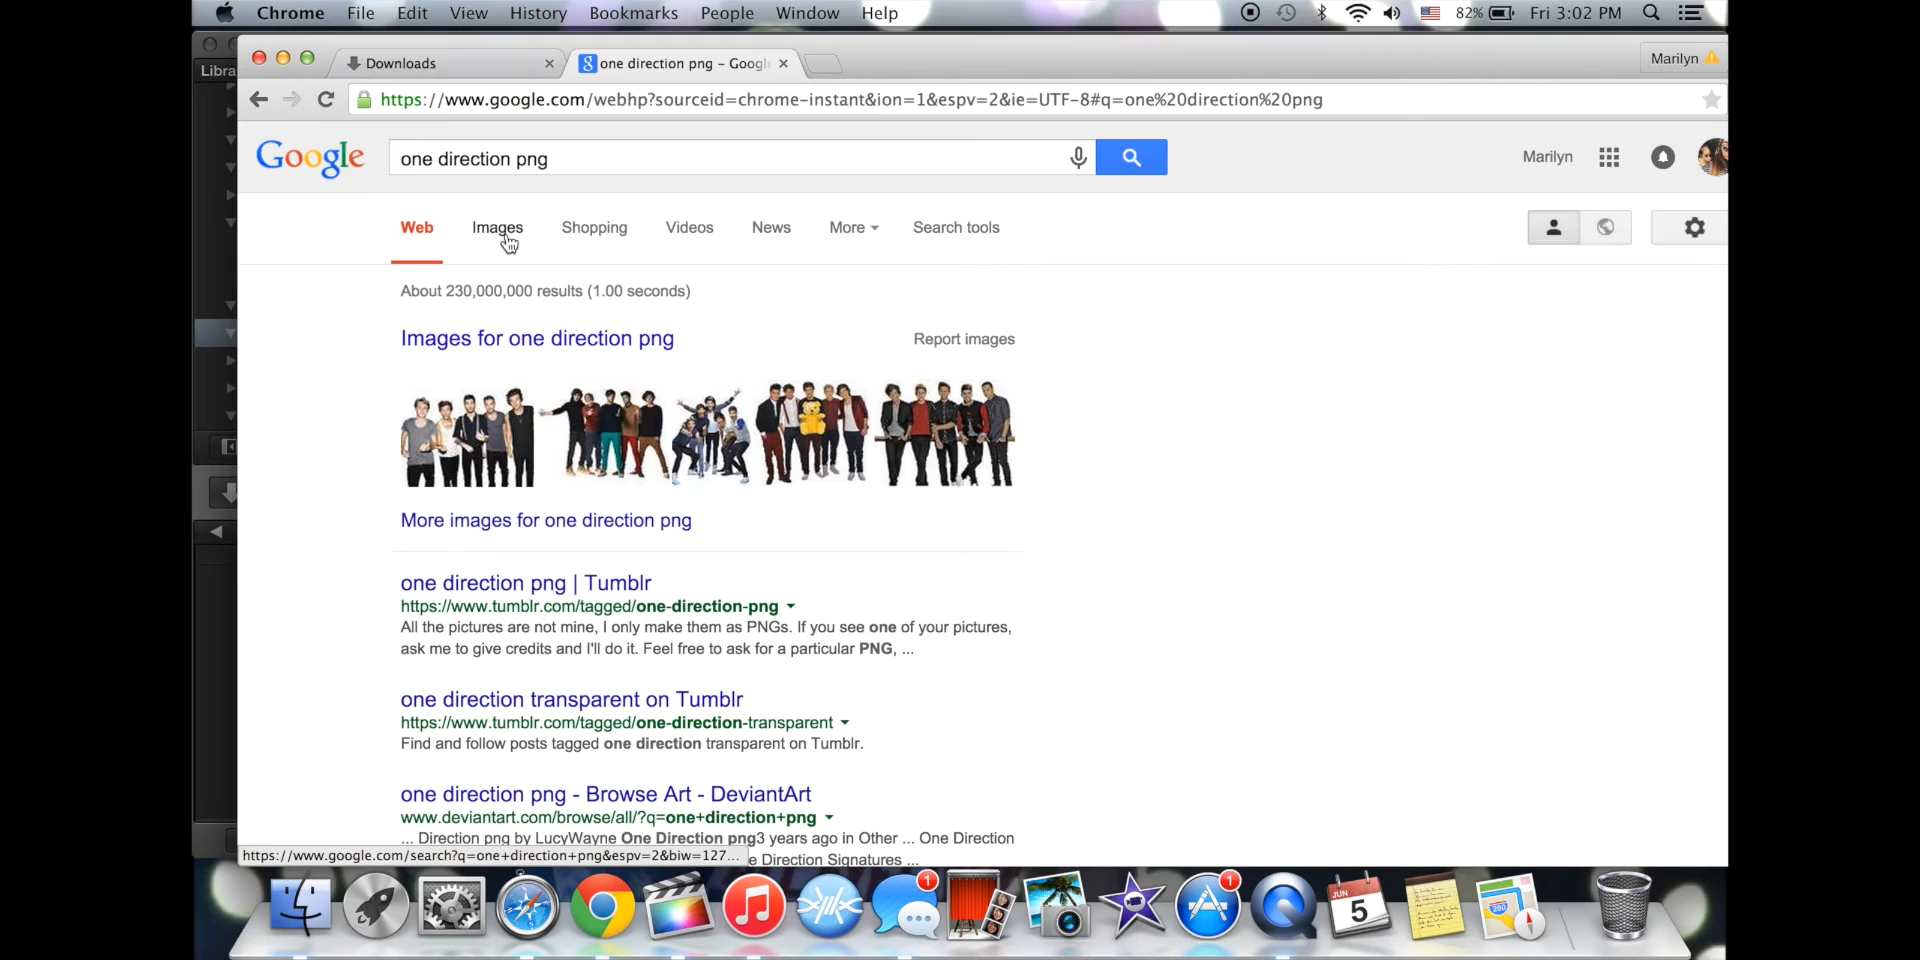 Chrome File Edit View History Bookmarks People Window Help 82% Fri 3:02 PM
Libra
Downloads
one direction png - Googl
Marilyn
https://www.google.com/webhp?sourceid=chrome-instant&ion=1&espv=2&ie=UTF-8#q=one%20direction%20png
Google
one direction png
Marilyn
Web Images Shopping Videos News More Search tools
About 230,000,000 results (1.00 seconds)
Images for one direction png
Report images
More images for one direction png
one direction png | Tumblr
https://www.tumblr.com/tagged/one-direction-png
All the pictures are not mine, I only make them as PNGs. If you see one of your pictures,
ask me to give credits and I'll do it. Feel free to ask for a particular PNG, ...
one direction transparent on Tumblr
https://www.tumblr.com/tagged/one-direction-transparent
Find and follow posts tagged one direction transparent on Tumblr.
one direction png - Browse Art - DeviantArt
www.deviantart.com/browse/all/?q=one+direction+png
... Direction png by LucyWayne One Direction png3 years ago in Other ... One Direction
e Direction Signatures ...
https://www.google.com/search?q=one+direction+png&espv=2&biw=127...
1
1
JUN
5
280